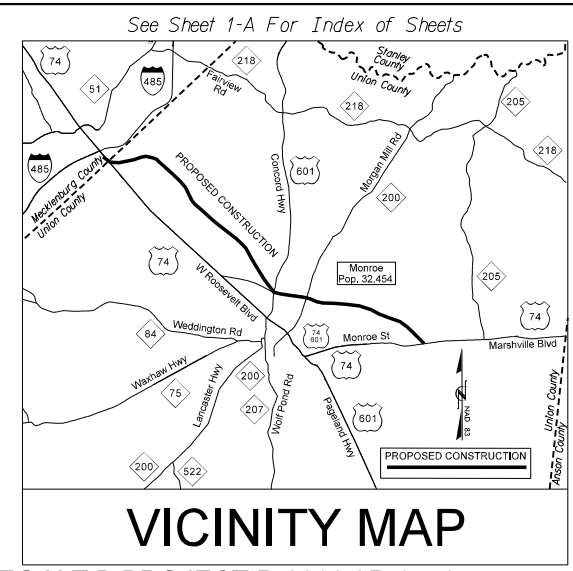 See Sheet 1-A For Index of Sheets
74
51
485
218
Fairview
Rd
Stanley
County
Union County
218
205
218
485
Mecklenburg County
Union County
PROPOSED CONSTRUCTION
Concord Hwy
601
Morgan Mill Rd
200
74
W Roosevelt Blvd
Monroe
Pop. 32,454
205
74
84
Weddington Rd
74
601
Monroe St
Marshville Blvd
Waxhaw Hwy
75
Lancaster Hwy
200
207
Wolf Pond Rd
74
Pageland Hwy
601
NAD 83
Union County
Anson County
200
522
PROPOSED CONSTRUCTION
VICINITY MAP